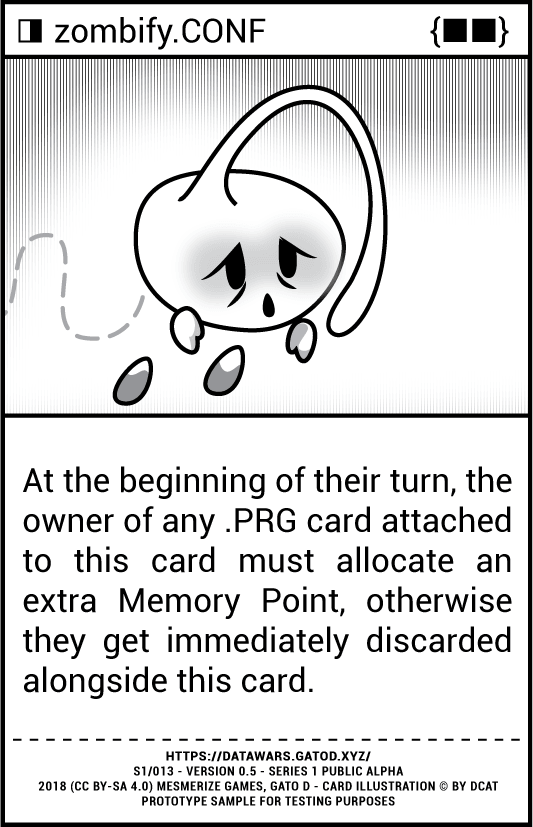 zombify.CONF {■■}
At the beginning of their turn, the
owner of any .PRG card attached
to this card must allocate an
extra Memory Point, otherwise
they get immediately discarded
alongside this card.
HTTPS://DATAWARS.GATOD.XYZ/
S1/013 - VERSION 0.5 - SERIES 1 PUBLIC ALPHA
2018 (CC BY-SA 4.0) MESMERIZE GAMES, GATO D - CARD ILLUSTRATION © BY DCAT
PROTOTYPE SAMPLE FOR TESTING PURPOSES